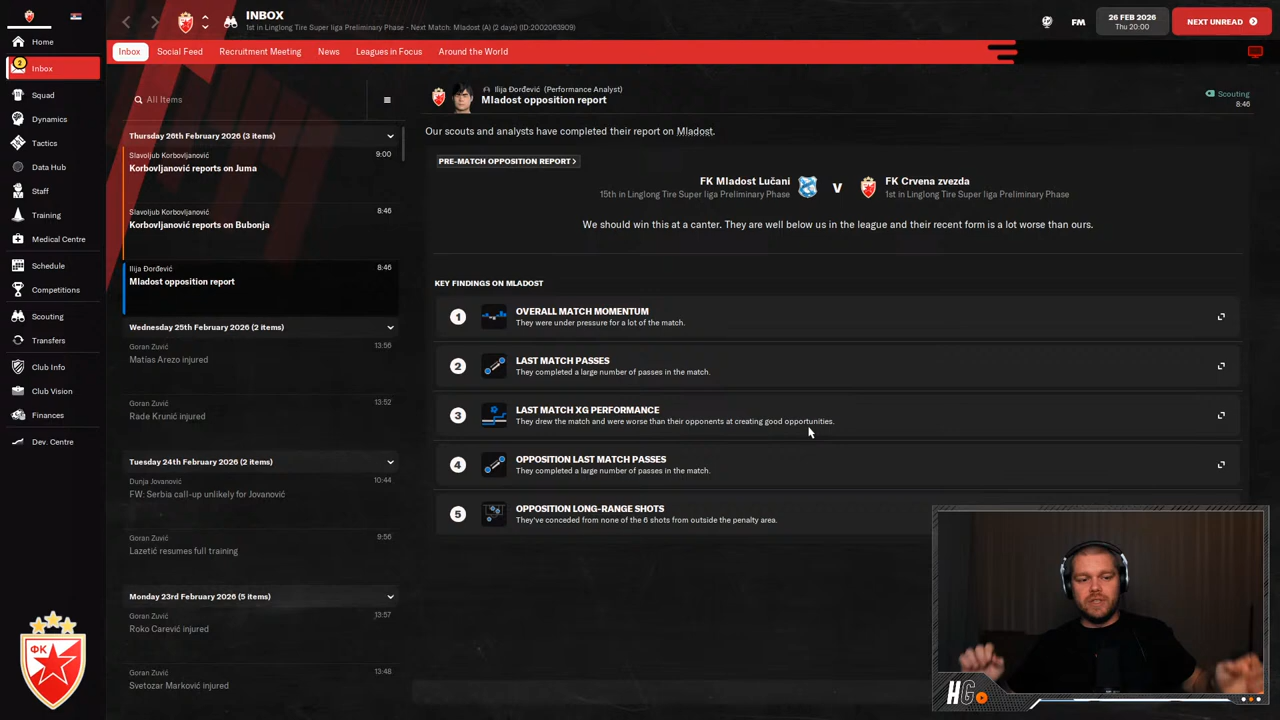 INBOX
1st in Linglong Tire Super liga Preliminary Phase - Next Match: Mladost (A) (2 days) (ID:2002063909)
FM
26 FEB 2026
Thu 20:00
NEXT UNREAD
Home
2
Inbox
Squad
Dynamics
Tactics
Data Hub
Staff
Training
Medical Centre
Schedule
Competitions
Scouting
Transfers
Club Info
Club Vision
Finances
Dev. Centre
Inbox
Social Feed
Recruitment Meeting
News
Leagues in Focus
Around the World
All Items
Thursday 26th February 2026 (3 items)
Slavoljub Korbovljanović
9:00
Korbovljanović reports on Juma
Slavoljub Korbovljanović
8:46
Korbovljanović reports on Bubonja
Ilija Đorđević
8:46
Mladost opposition report
Wednesday 25th February 2026 (2 items)
Goran Zuvić
13:56
Matías Arezo injured
Goran Zuvić
13:52
Rade Krunić injured
Tuesday 24th February 2026 (2 items)
Dunja Jovanović
10:44
FW: Serbia call-up unlikely for Jovanović
Goran Zuvić
9:56
Lazetić resumes full training
Monday 23rd February 2026 (5 items)
Goran Zuvić
13:57
Roko Carević injured
Goran Zuvić
13:48
Svetozar Marković injured
Ilija Đorđević (Performance Analyst)
Mladost opposition report
Scouting
8:46
Our scouts and analysts have completed their report on Mladost.
PRE-MATCH OPPOSITION REPORT >
FK Mladost Lučani
15th in Linglong Tire Super liga Preliminary Phase
v
FK Crvena zvezda
1st in Linglong Tire Super liga Preliminary Phase
We should win this at a canter. They are well below us in the league and their recent form is a lot worse than ours.
KEY FINDINGS ON MLADOST
1
OVERALL MATCH MOMENTUM
They were under pressure for a lot of the match.
2
LAST MATCH PASSES
They completed a large number of passes in the match.
3
LAST MATCH XG PERFORMANCE
They drew the match and were worse than their opponents at creating good opportunities.
4
OPPOSITION LAST MATCH PASSES
They completed a large number of passes in the match.
5
OPPOSITION LONG-RANGE SHOTS
They've conceded from none of the 6 shots from outside the penalty area.
ФК
HG